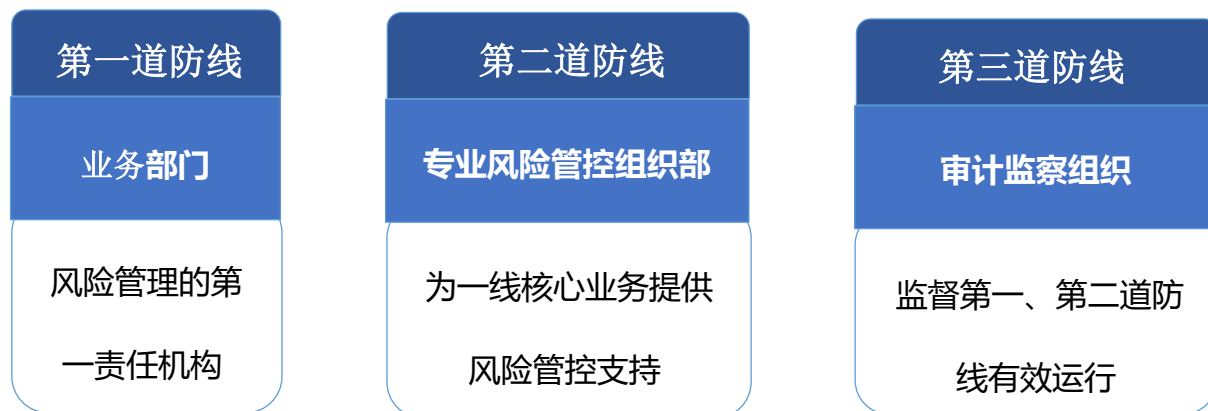 第一道防线
业务部门
风险管理的第
一责任机构
第二道防线
专业风险管控组织部
为一线核心业务提供
风险管控支持
第三道防线
审计监察组织
监督第一、第二道防
线有效运行